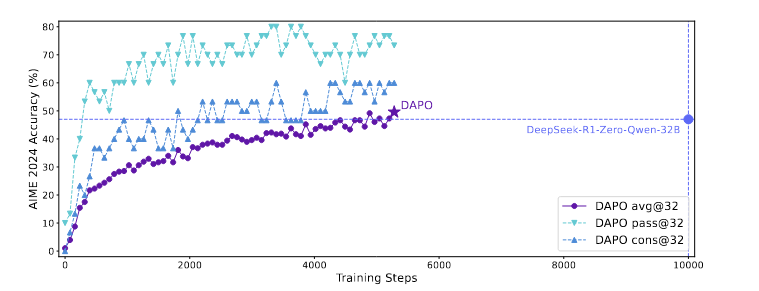 80
70
60
50
40
30
20
10
0
AIME 2024 Accuracy (%)
DAPO
DeepSeek-R1-Zero-Qwen-32B
DAPO avg@32
DAPO pass@32
DAPO cons@32
0 2000 4000 6000 8000 10000
Training Steps